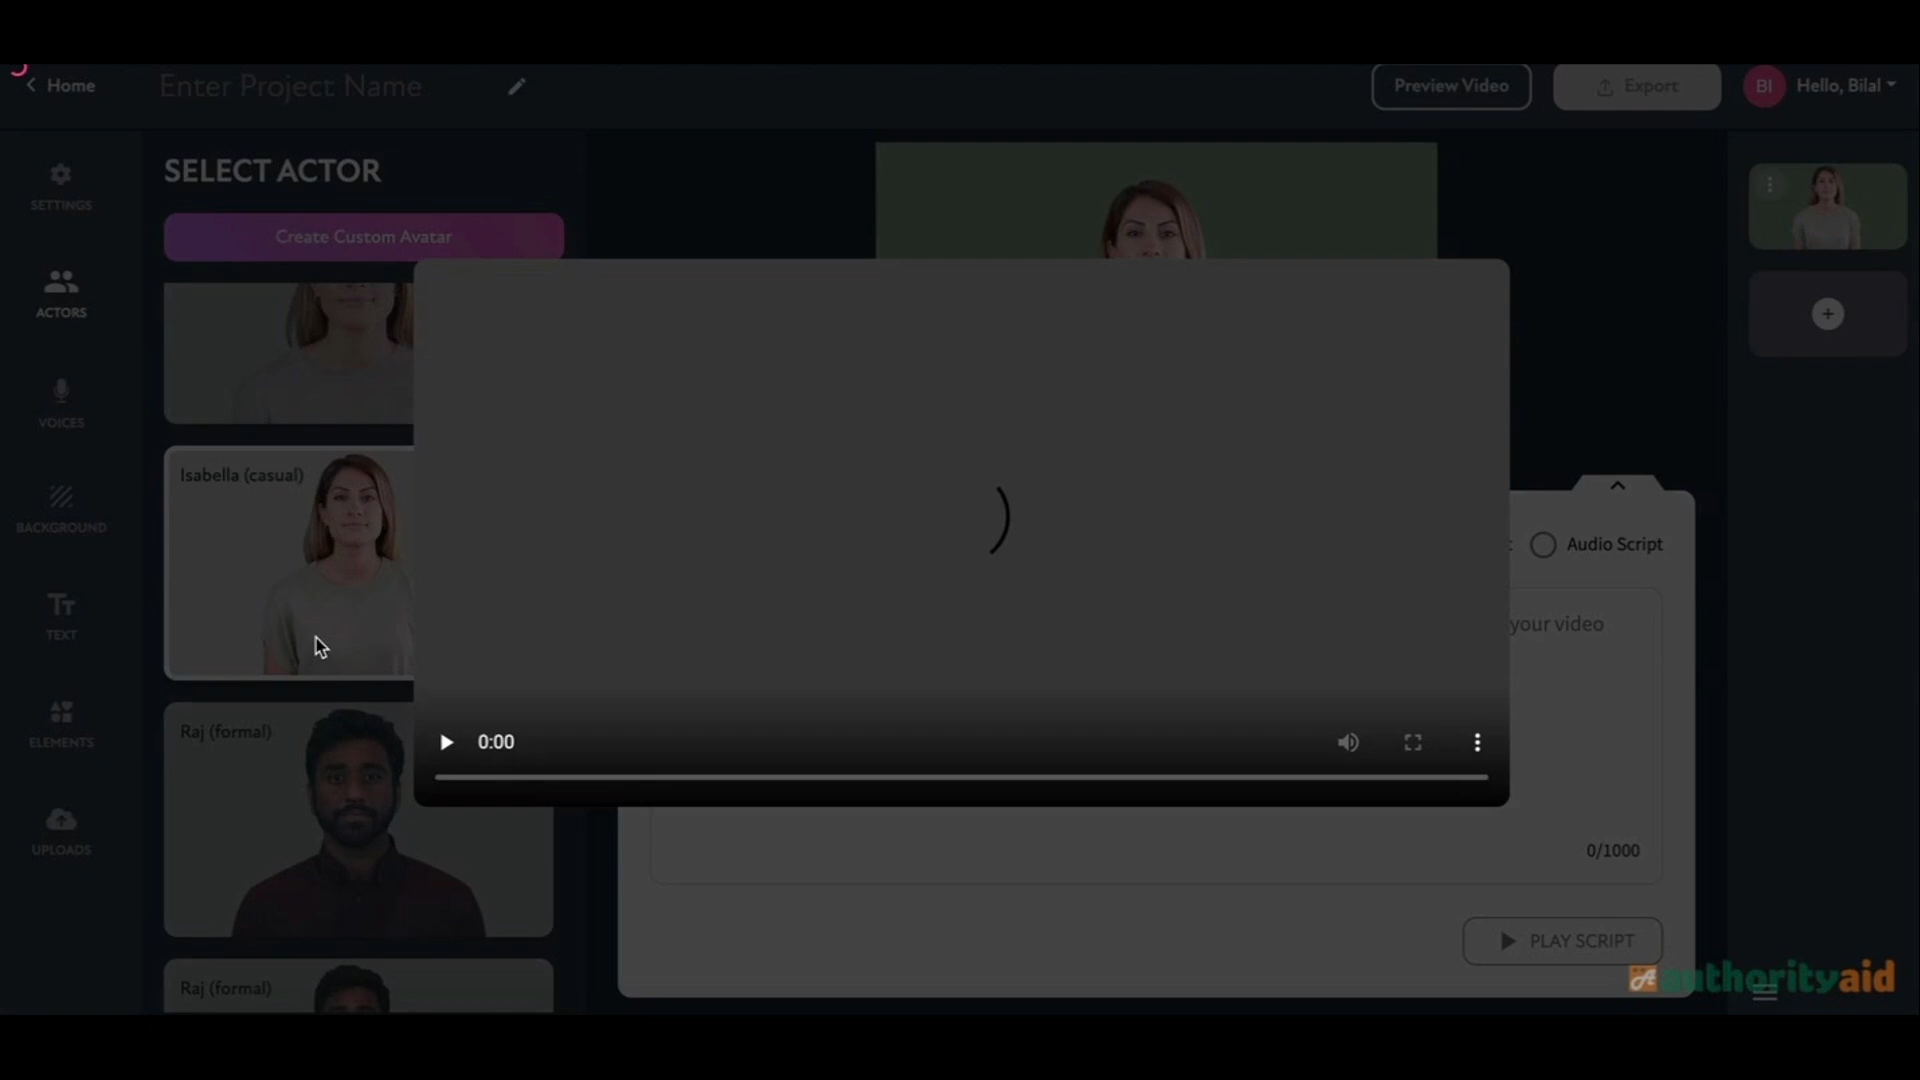 Home
Enter Project Name
Preview Video
Export
BI
Hello, Bilal
SELECT ACTOR
Create Custom Avatar
SETTINGS
ACTORS
VOICES
BACKGROUND
TEXT
ELEMENTS
UPLOADS
Isabella (casual)
Raj (formal)
Raj (formal)
Audio Script
your video
0:00
0/1000
PLAY SCRIPT
authorityaid